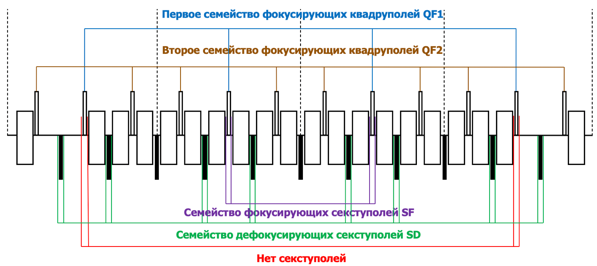 Первое семейство фокусирующих квадруполей QF1
Второе семейство фокусирующих квадруполей QF2
Семейство фокусирующих секступолей SF
Семейство дефокусирующих секступолей SD
Нет секступолей